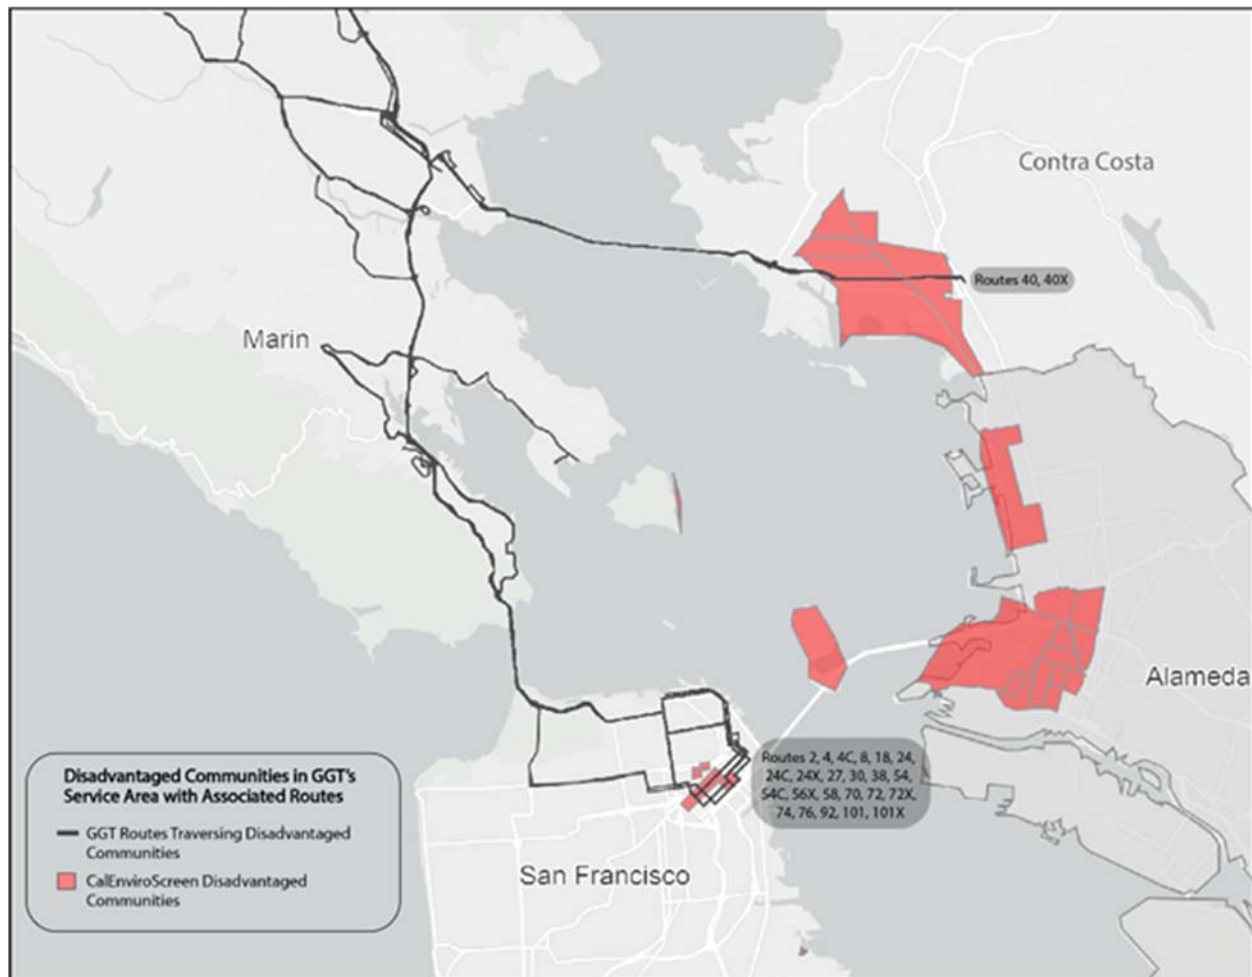 Contra Costa
Routes 40, 40X
Marin
Alameda
Routes 2, 4, 4C, 8, 18, 24,
24C, 24X, 27, 30, 38, 54,
54C, 56X, 58, 70, 72, 72X,
74, 76, 92, 101, 101X
San Francisco
Disadvantaged Communities in GGT's
Service Area with Associated Routes
GGT Routes Traversing Disadvantaged
Communities
CalEnviroScreen Disadvantaged
Communities